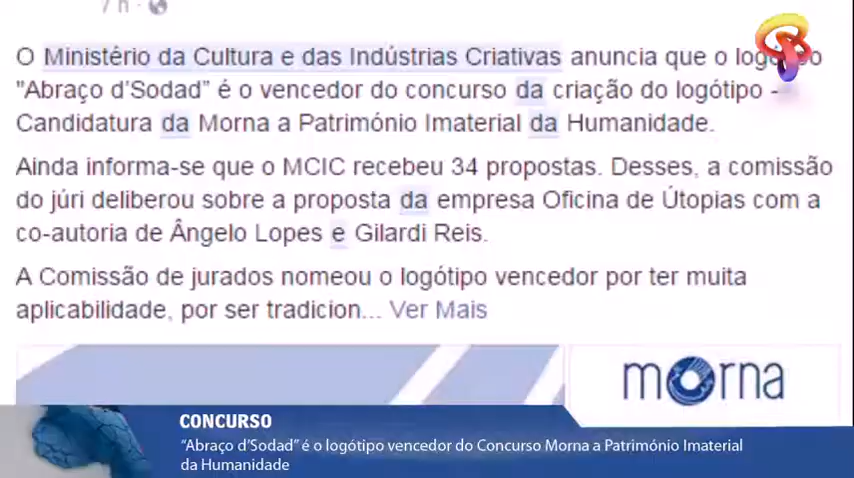 7 h ·
O Ministério da Cultura e das Indústrias Criativas anuncia que o logótipo
"Abraço d'Sodad" é o vencedor do concurso da criação do logótipo -
Candidatura da Morna a Património Imaterial da Humanidade.
Ainda informa-se que o MCIC recebeu 34 propostas. Desses, a comissão
do júri deliberou sobre a proposta da empresa Oficina de Útopias com a
co-autoria de Ângelo Lopes e Gilardi Reis.
A Comissão de jurados nomeou o logótipo vencedor por ter muita
aplicabilidade, por ser tradicion... Ver Mais
morna
CONCURSO
“Abraço d’Sodad” é o logótipo vencedor do Concurso Morna a Património Imaterial
da Humanidade